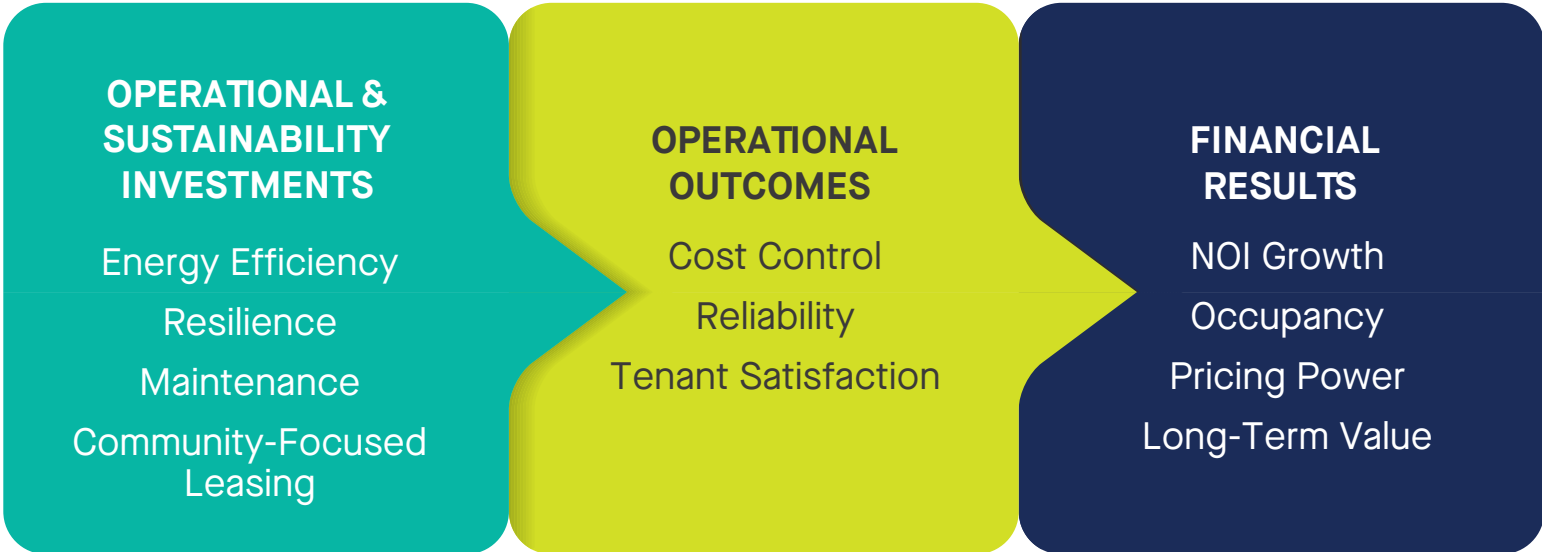 OPERATIONAL &
SUSTAINABILITY
INVESTMENTS
Energy Efficiency
Resilience
Maintenance
Community-Focused
Leasing
OPERATIONAL
OUTCOMES
Cost Control
Reliability
Tenant Satisfaction
FINANCIAL
RESULTS
NOI Growth
Occupancy
Pricing Power
Long-Term Value